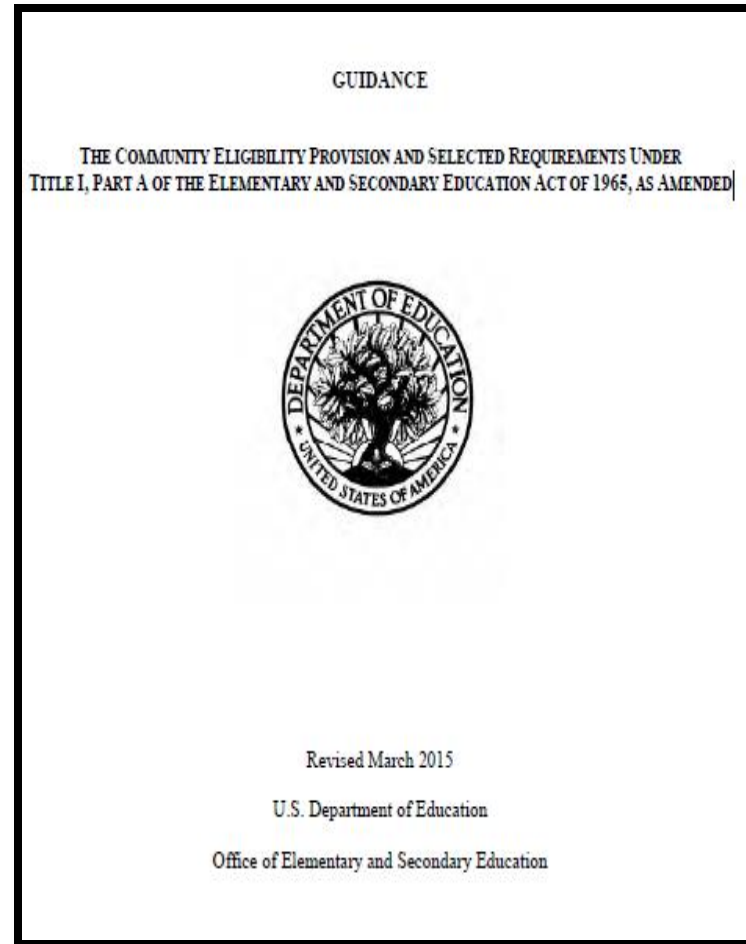 GUIDANCE
THE COMMUNITY ELIGIBILITY PROVISION AND SELECTED REQUIREMENTS UNDER
TITLE I, PART A OF THE ELEMENTARY AND SECONDARY EDUCATION ACT OF 1965, AS AMENDED
DEPARTMENT OF EDUCATION
UNITED STATES OF AMERICA
Revised March 2015
U.S. Department of Education
Office of Elementary and Secondary Education